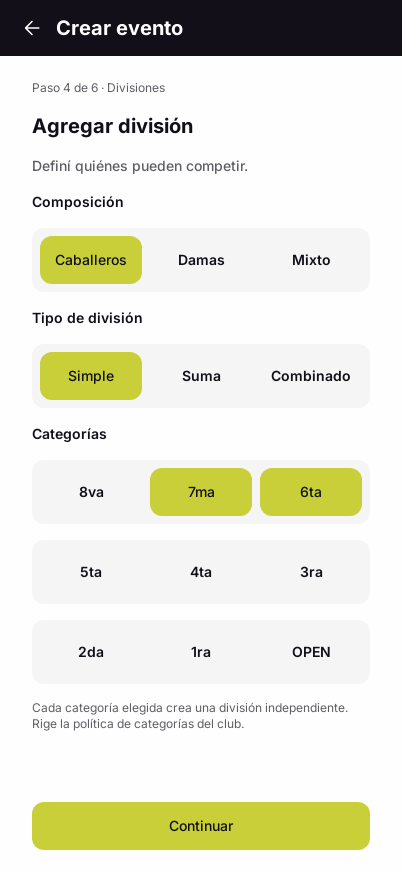 Crear evento
Paso 4 de 6 · Divisiones
Agregar división
Definí quiénes pueden competir.
Composición
Caballeros Damas Mixto
Tipo de división
Simple Suma Combinado
Categorías
8va 7ma 6ta
5ta 4ta 3ra
2da 1ra OPEN
Cada categoría elegida crea una división independiente.
Rige la política de categorías del club.
Continuar